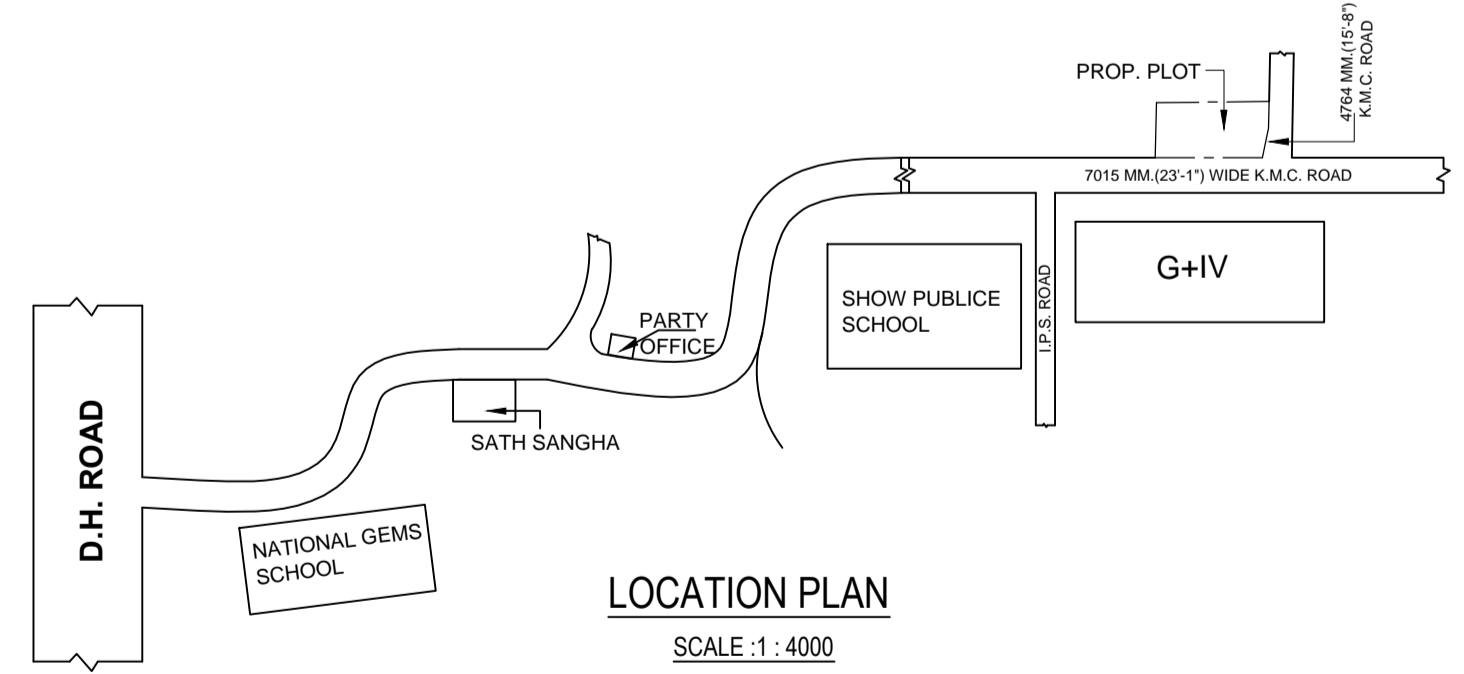 4764 MM.(15'-8")
K.M.C. ROAD
PROP. PLOT
7015 MM.(23'-1") WIDE K.M.C. ROAD
G+IV
I.P.S. ROAD
SHOW PUBLICE
SCHOOL
PARTY
OFFICE
SATH SANGHA
D.H. ROAD
NATIONAL GEMS
SCHOOL
LOCATION PLAN
SCALE :1 : 4000